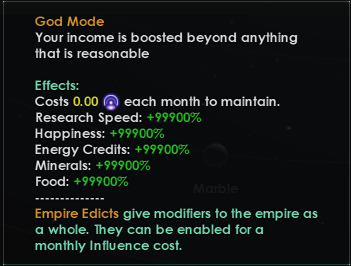 God Mode
Your income is boosted beyond anything
that is reasonable
Effects:
Costs 0.00 each month to maintain.
Research Speed: +99900%
Happiness: +99900%
Energy Credits: +99900%
Minerals: +99900%
Food: +99900%
--------------
Empire Edicts give modifiers to the empire as
a whole. They can be enabled for a
monthly Influence cost.
Marble